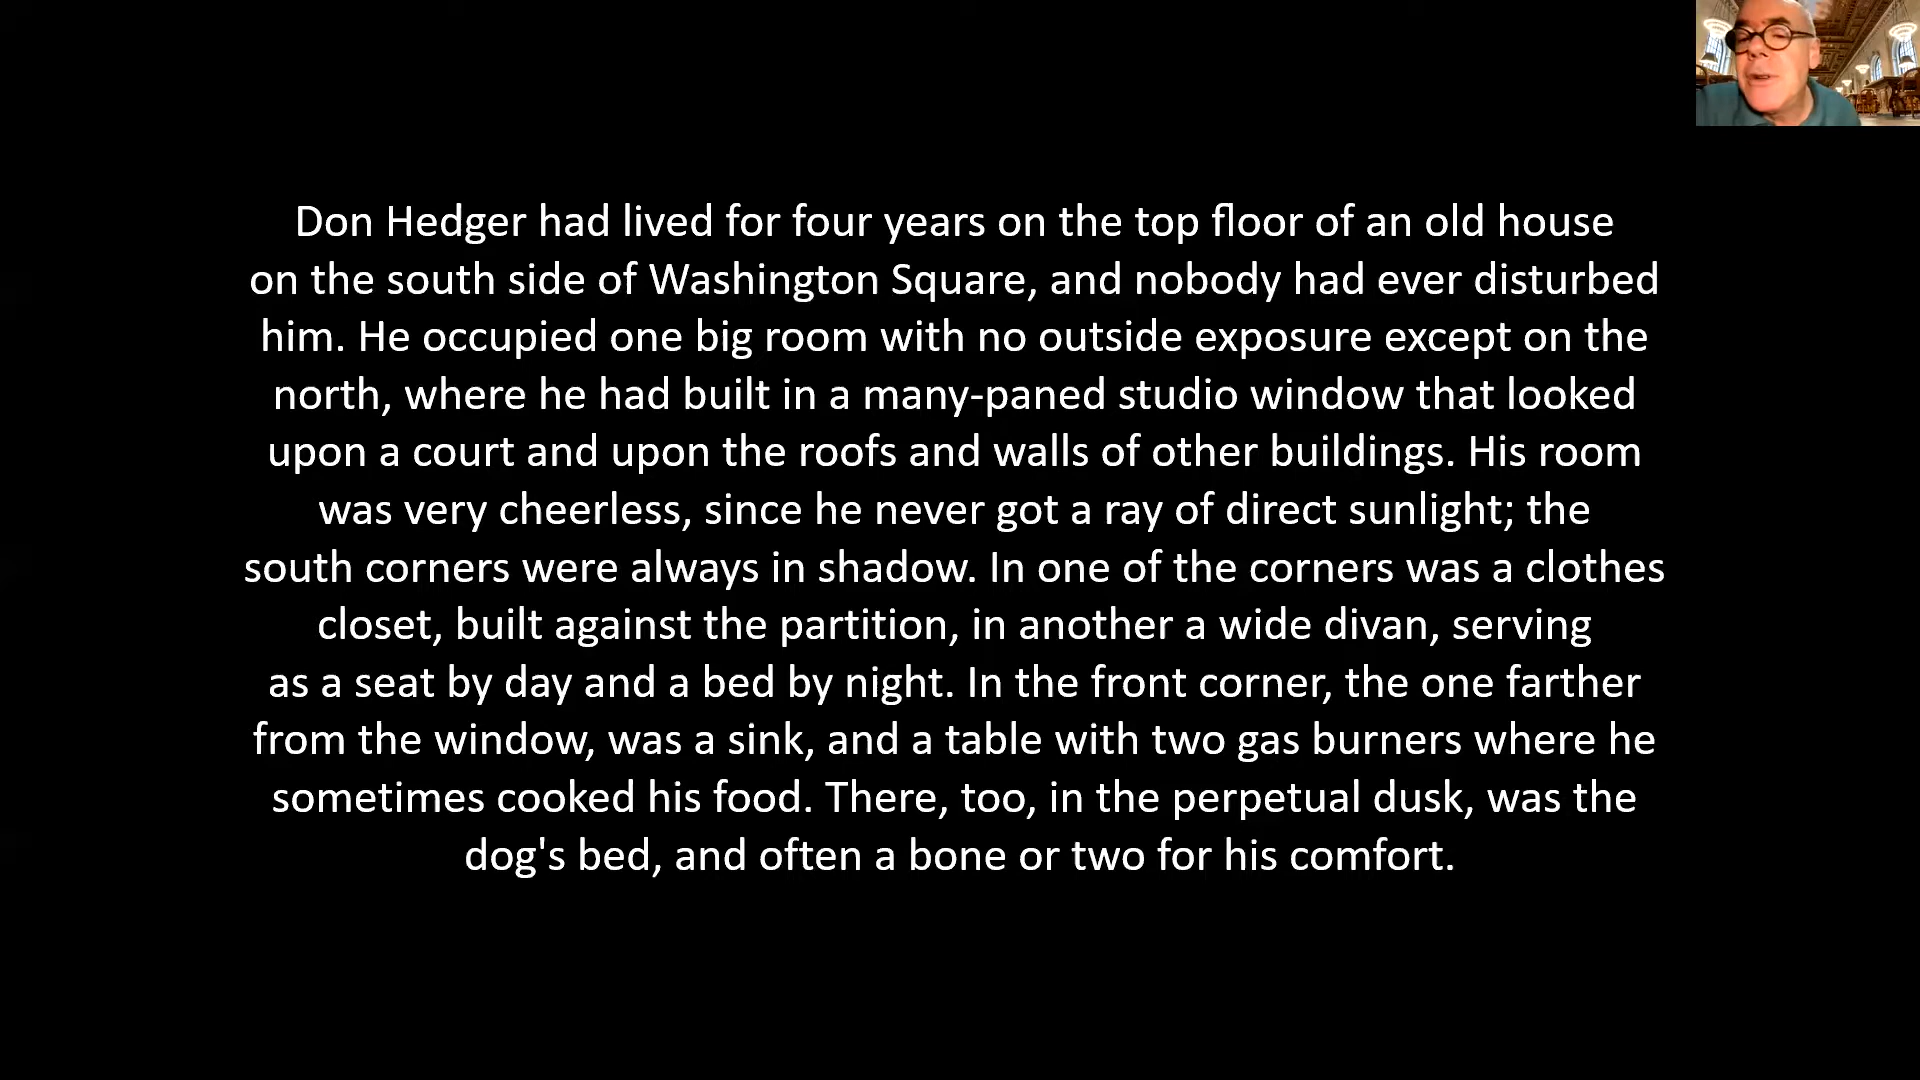 Don Hedger had lived for four years on the top floor of an old house
on the south side of Washington Square, and nobody had ever disturbed
him. He occupied one big room with no outside exposure except on the
north, where he had built in a many-paned studio window that looked
upon a court and upon the roofs and walls of other buildings. His room
was very cheerless, since he never got a ray of direct sunlight; the
south corners were always in shadow. In one of the corners was a clothes
closet, built against the partition, in another a wide divan, serving
as a seat by day and a bed by night. In the front corner, the one farther
from the window, was a sink, and a table with two gas burners where he
sometimes cooked his food. There, too, in the perpetual dusk, was the
dog's bed, and often a bone or two for his comfort.